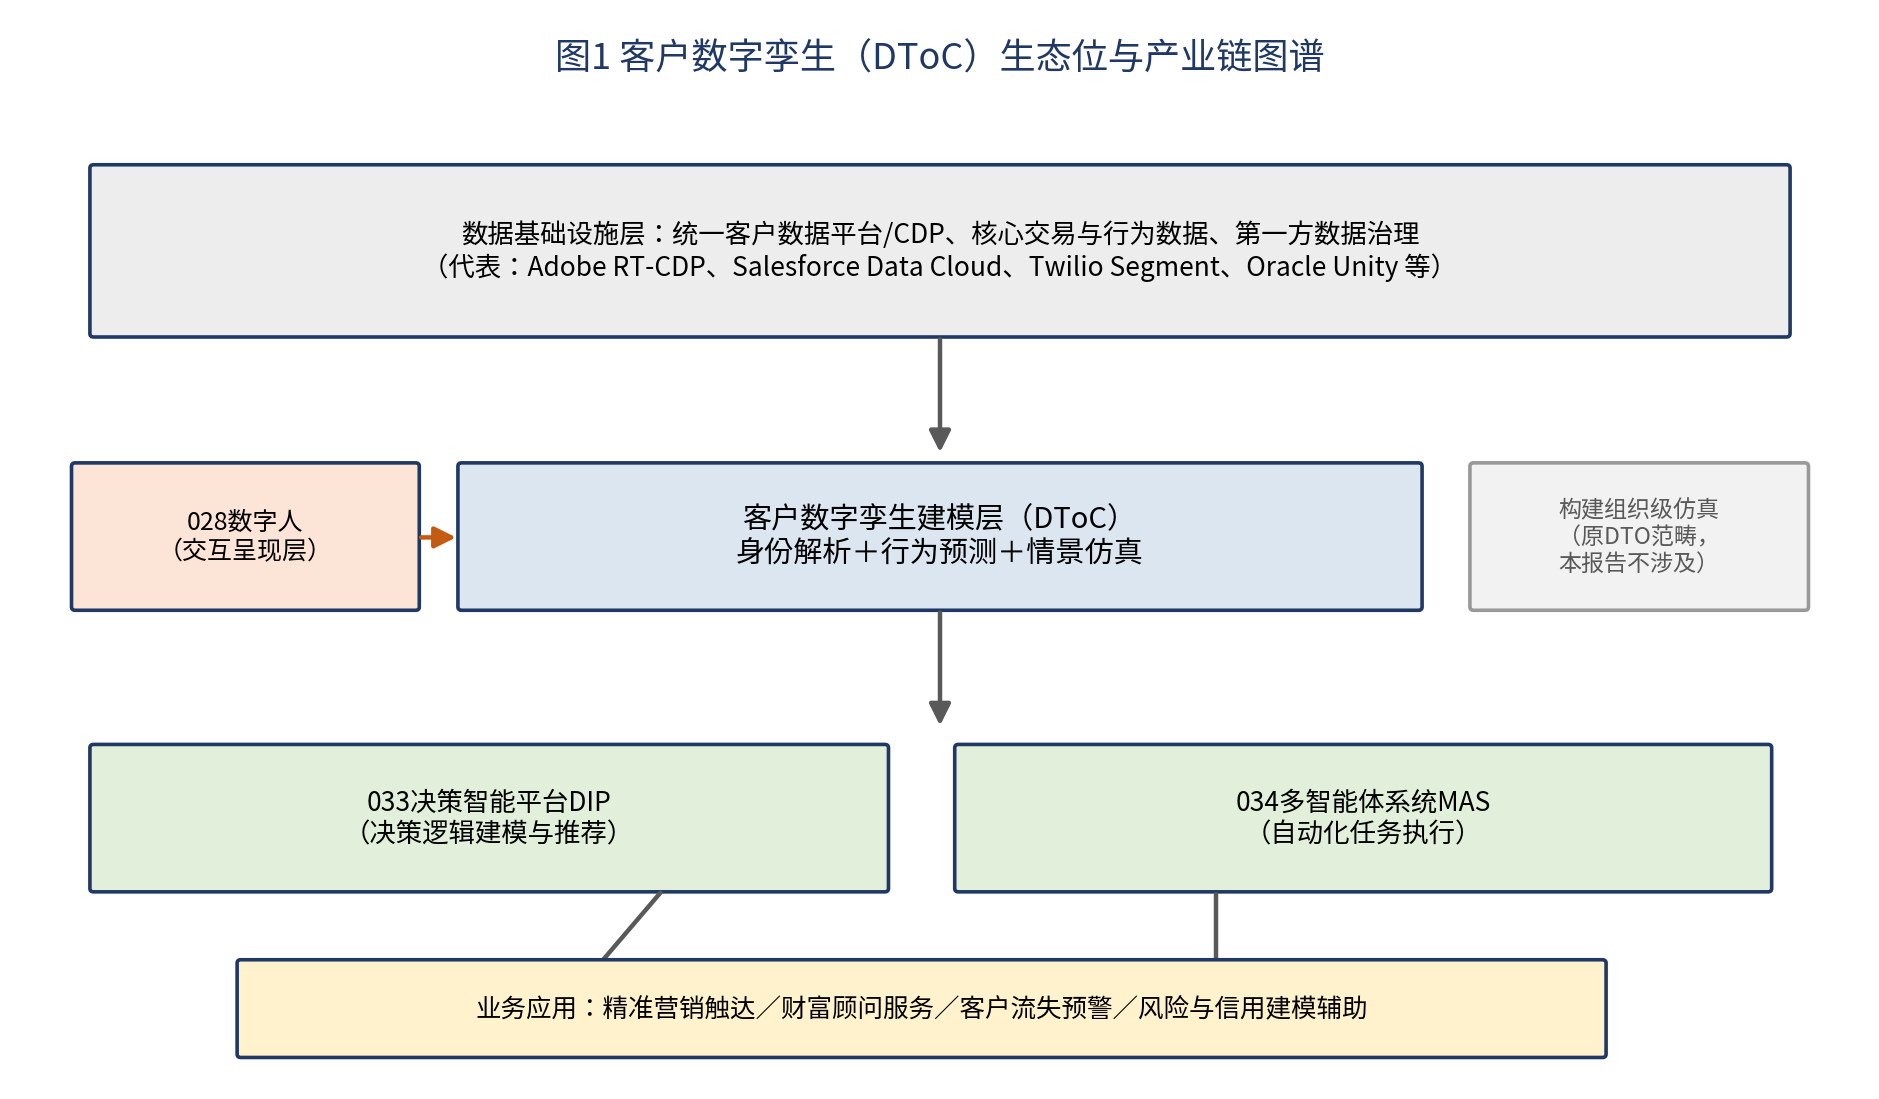 图1 客户数字孪生（DToC）生态位与产业链图谱
数据基础设施层：统一客户数据平台/CDP、核心交易与行为数据、第一方数据治理
（代表：Adobe RT-CDP、Salesforce Data Cloud、Twilio Segment、Oracle Unity 等）
028数字人
（交互呈现层）
客户数字孪生建模层（DToC）
身份解析＋行为预测＋情景仿真
构建组织级仿真
（原DTO范畴，
本报告不涉及）
033决策智能平台DIP
（决策逻辑建模与推荐）
034多智能体系统MAS
（自动化任务执行）
业务应用：精准营销触达／财富顾问服务／客户流失预警／风险与信用建模辅助